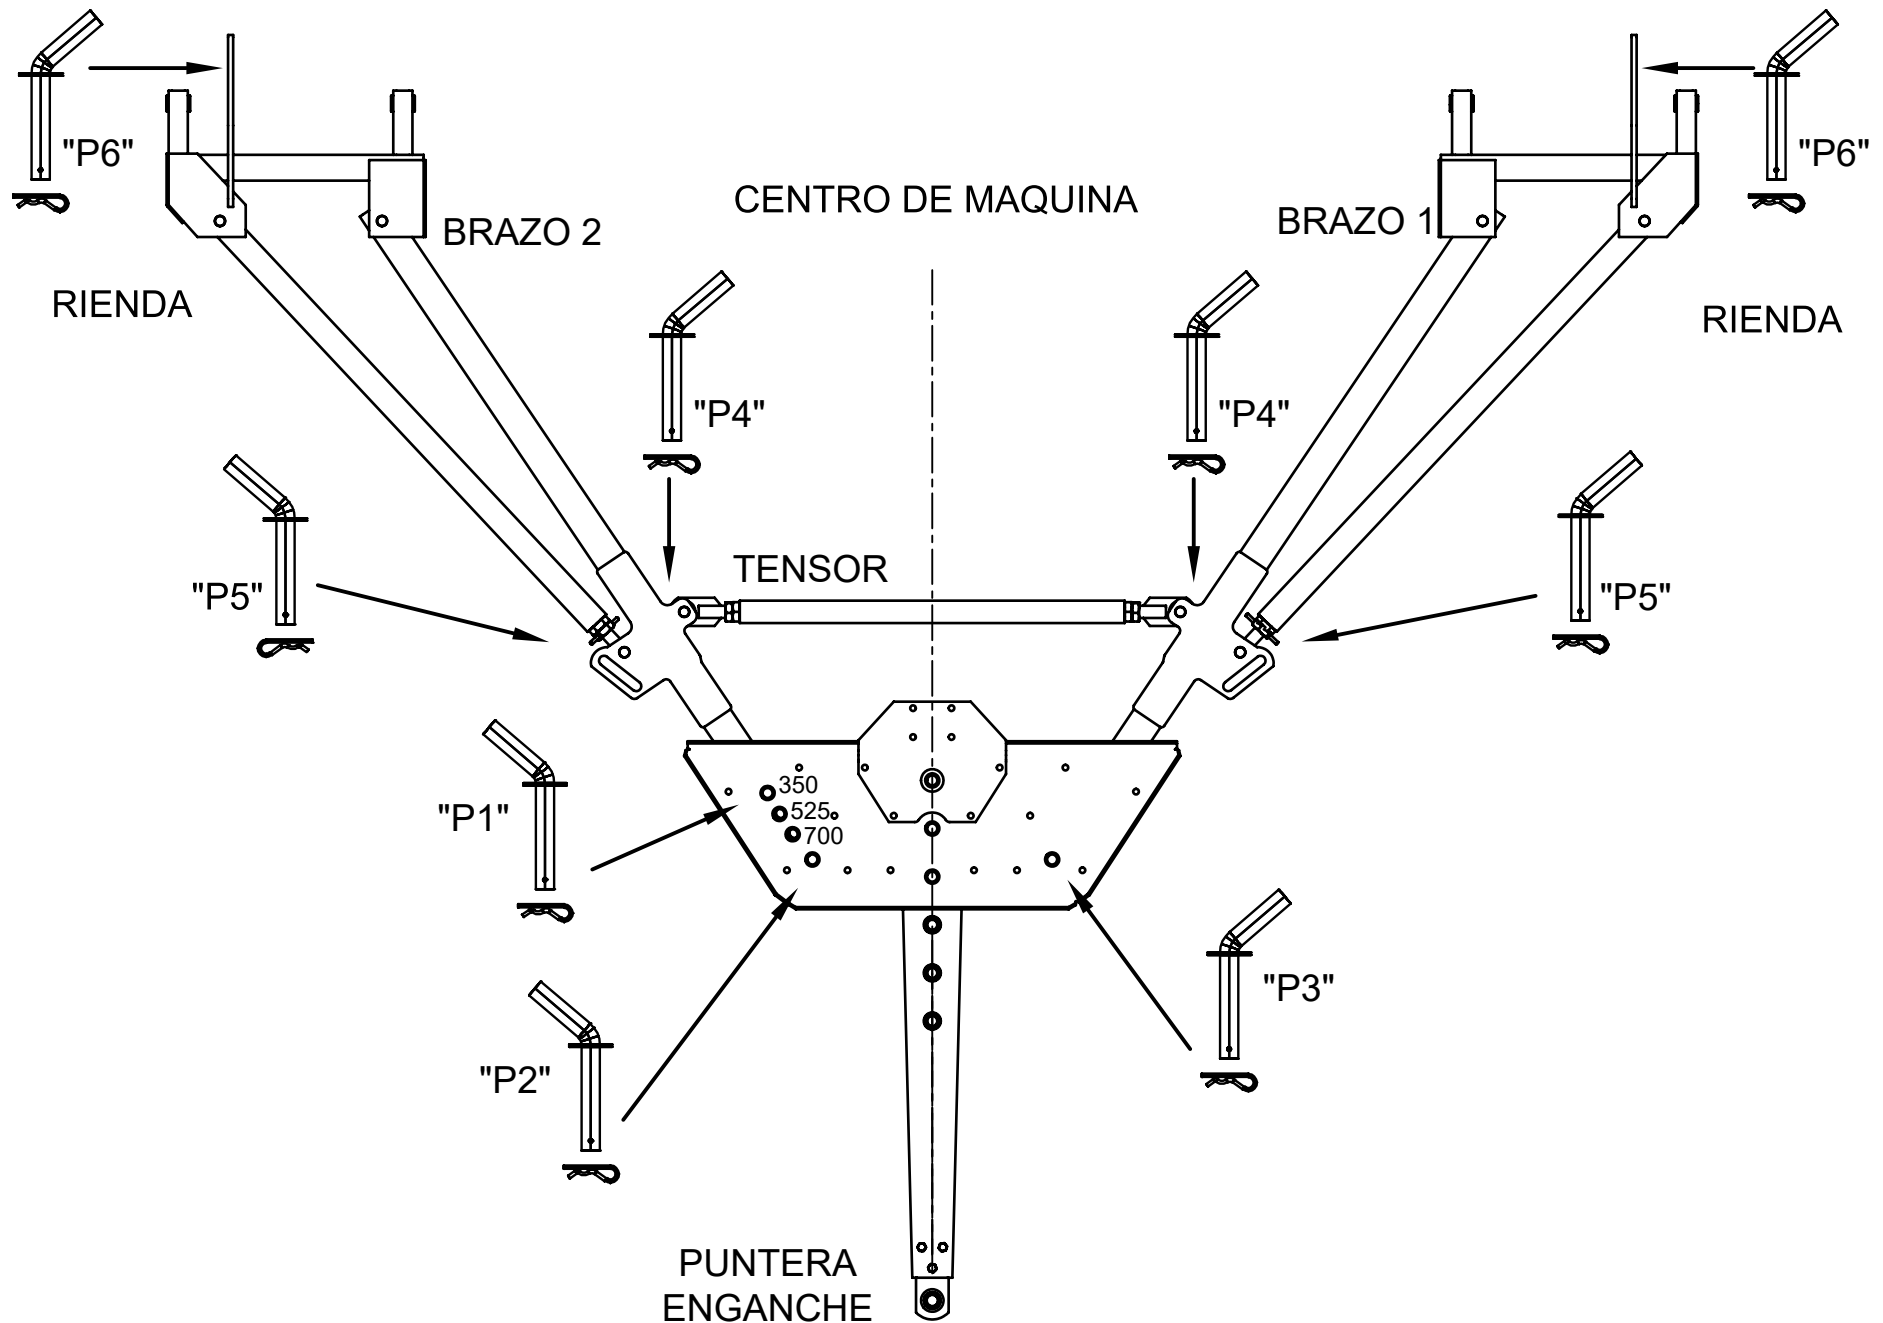 "P6"
"P6"
CENTRO DE MAQUINA
BRAZO 2
BRAZO 1
RIENDA
RIENDA
"P4"
"P4"
TENSOR
"P5"
"P5"
350
525
700
"P1"
"P3"
"P2"
PUNTERA
ENGANCHE